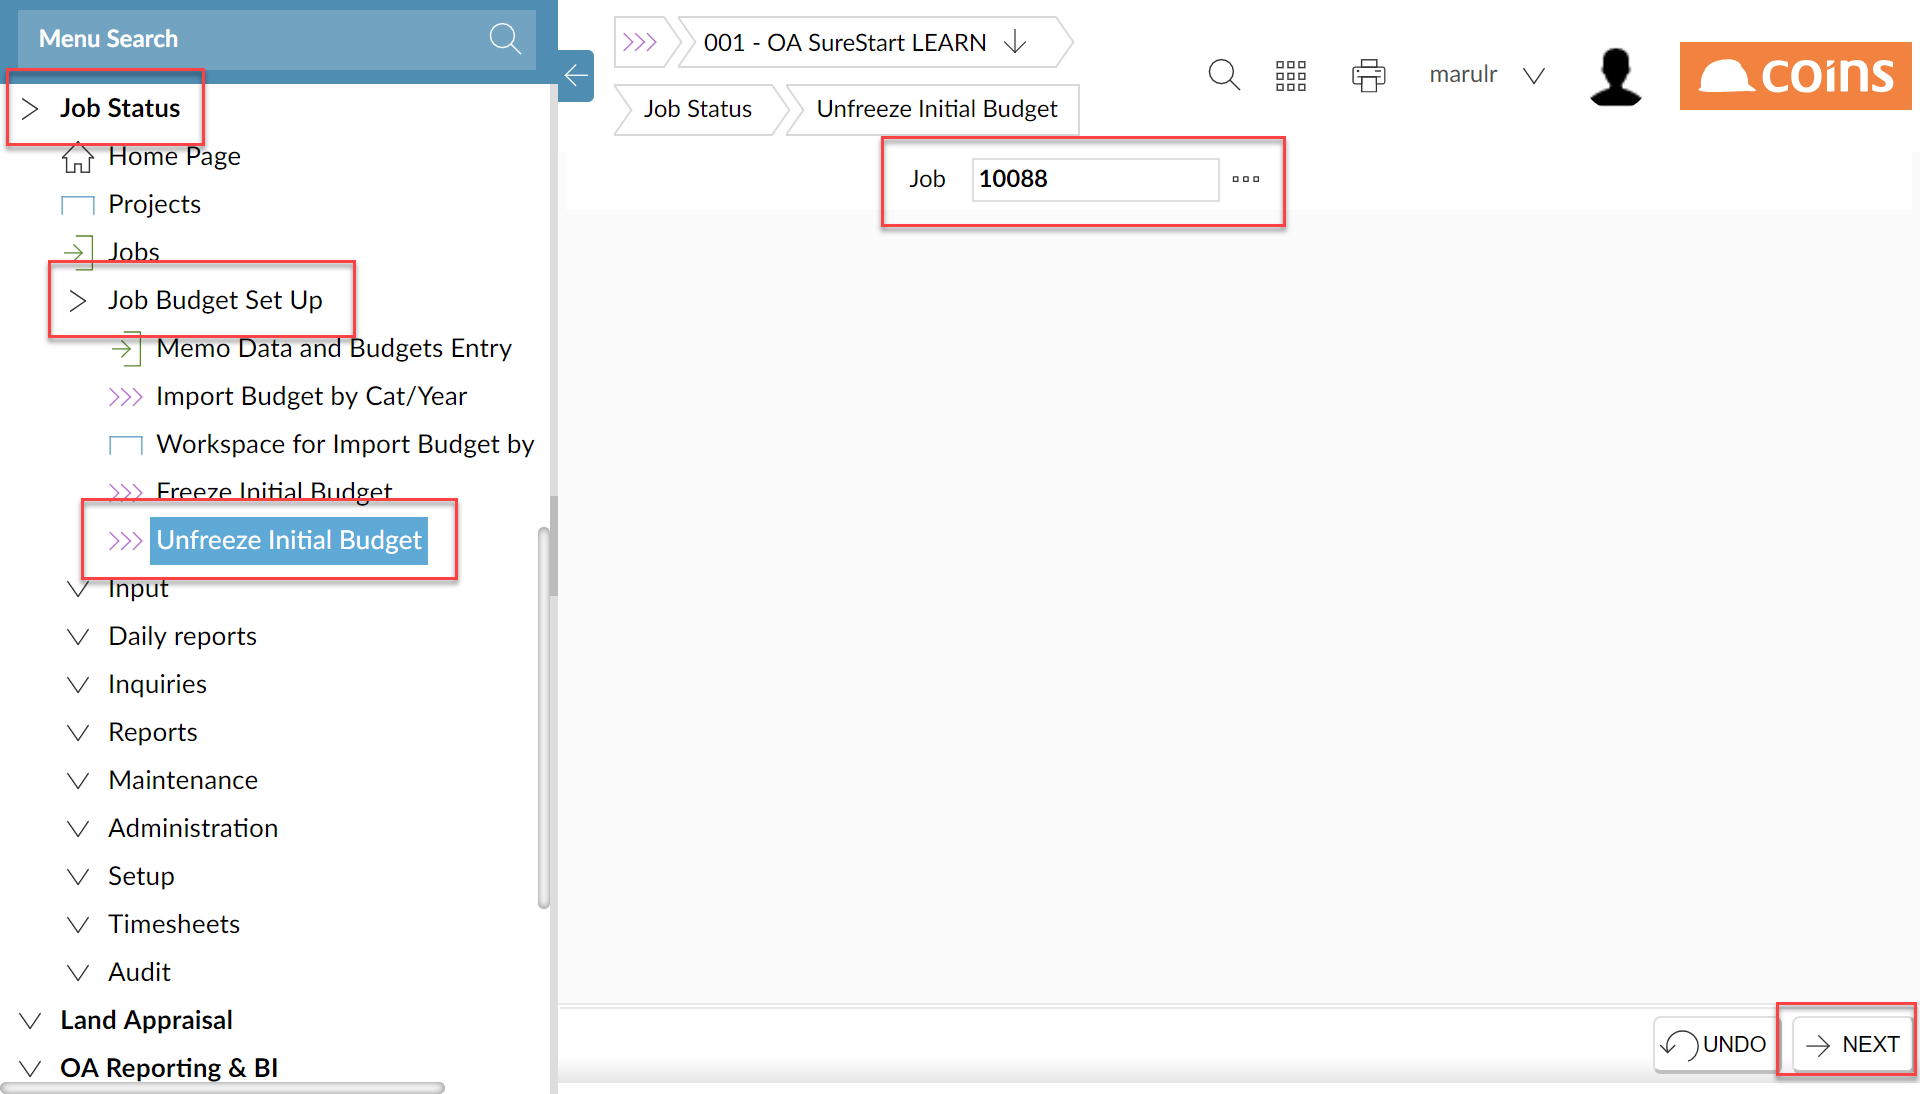 Menu Search
Job Status
Home Page
Projects
Jobs
Job Budget Set Up
Memo Data and Budgets Entry
Import Budget by Cat/Year
Workspace for Import Budget by
Freeze Initial Budget
Unfreeze Initial Budget
Input
Daily reports
Inquiries
Reports
Maintenance
Administration
Setup
Timesheets
Audit
Land Appraisal
OA Reporting & BI
001 - OA SureStart LEARN
Job Status
Unfreeze Initial Budget
marulr
coins
Job
10088
UNDO
NEXT